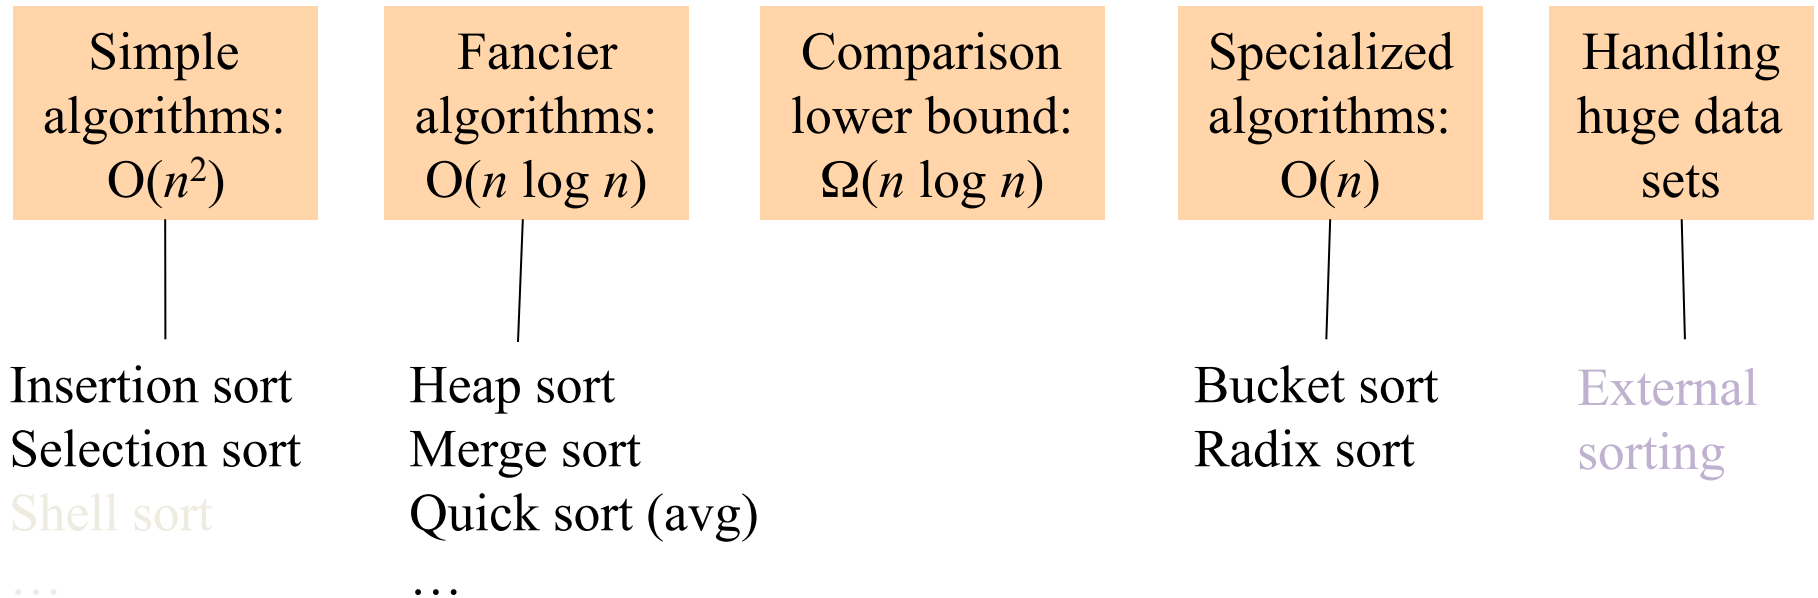 Simple
algorithms:
O(n²)
Fancier
algorithms:
O(n log n)
Comparison
lower bound:
Ω(n log n)
Specialized
algorithms:
O(n)
Handling
huge data
sets
Insertion sort
Selection sort
Shell sort
…
Heap sort
Merge sort
Quick sort (avg)
…
Bucket sort
Radix sort
External
sorting